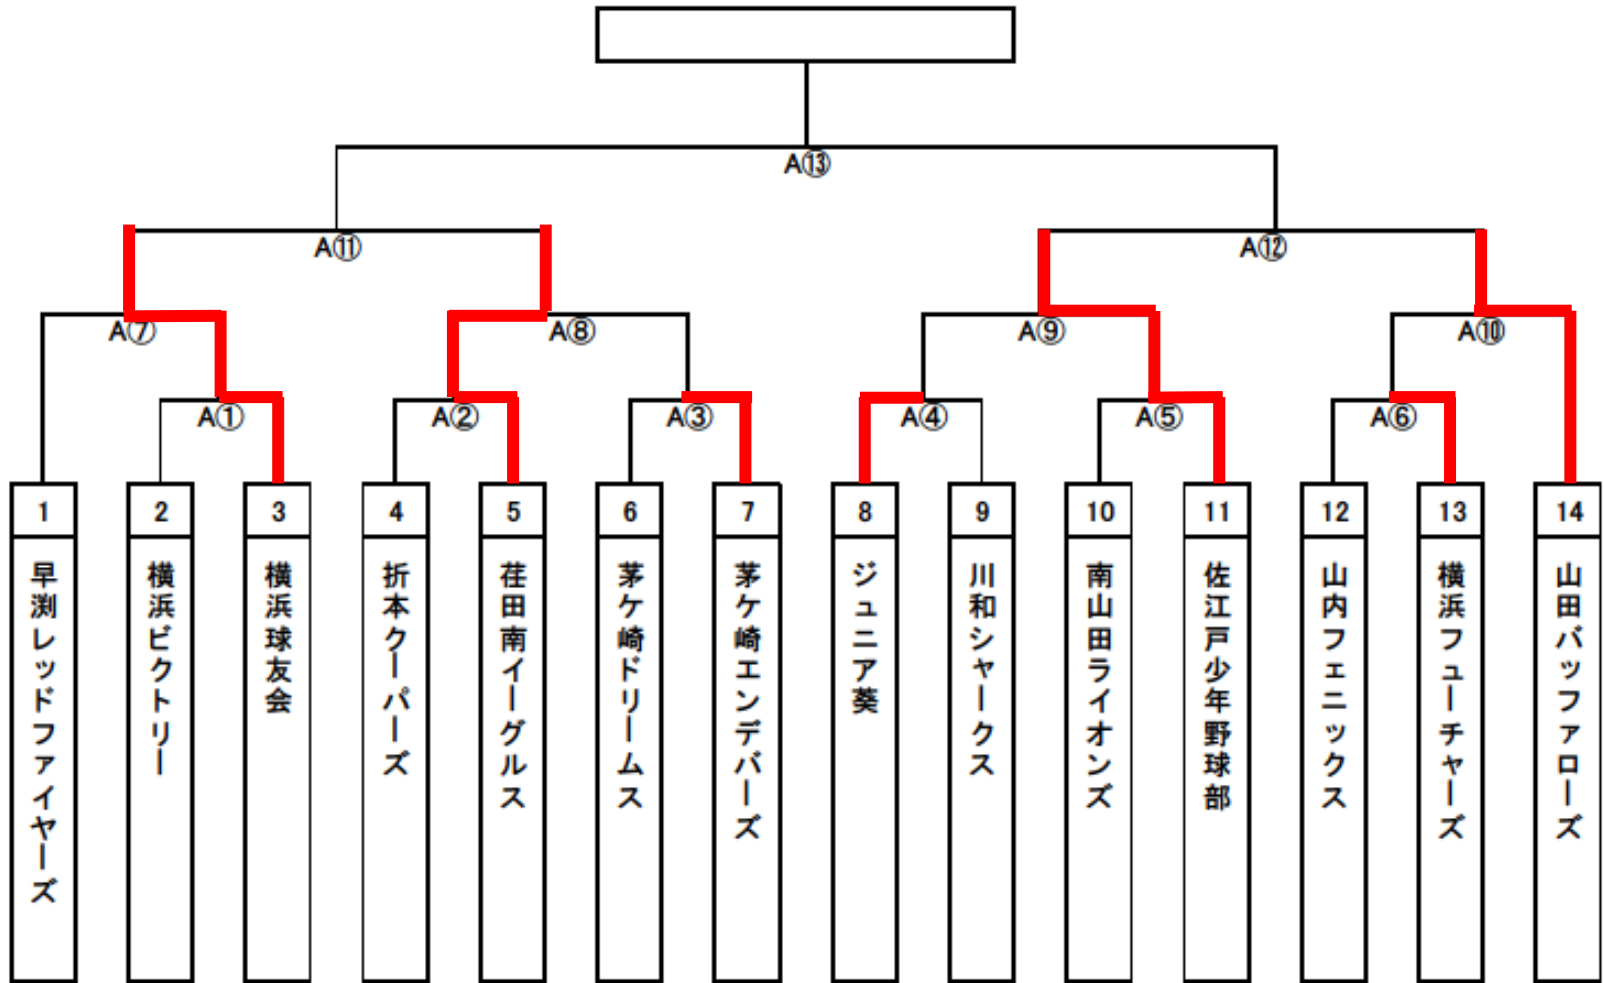 A⑬
A⑪
A⑫
A⑦
A⑧
A⑨
A⑩
A①
A②
A③
A④
A⑤
A⑥
1
2
3
4
5
6
7
8
9
10
11
12
13
14
早渕レッドファイヤーズ
横浜ビクトリー
横浜球友会
折本クーパーズ
荏田南イーグルス
茅ケ崎ドリームス
茅ケ崎エンデバーズ
ジュニア葵
川和シャークス
南山田ライオンズ
佐江戸少年野球部
山内フェニックス
横浜フューチャーズ
山田バッファローズ